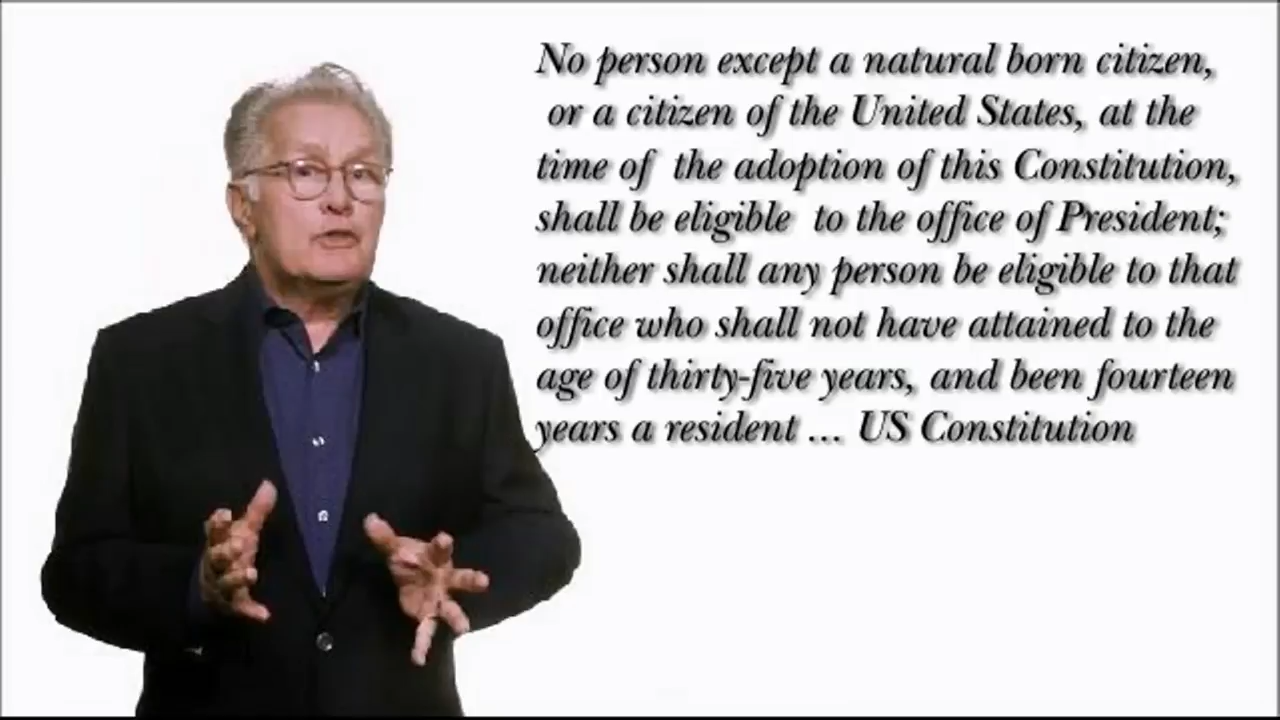 No person except a natural born citizen,
or a citizen of the United States, at the
time of the adoption of this Constitution,
shall be eligible to the office of President;
neither shall any person be eligible to that
office who shall not have attained to the
age of thirty-five years, and been fourteen
years a resident ... US Constitution